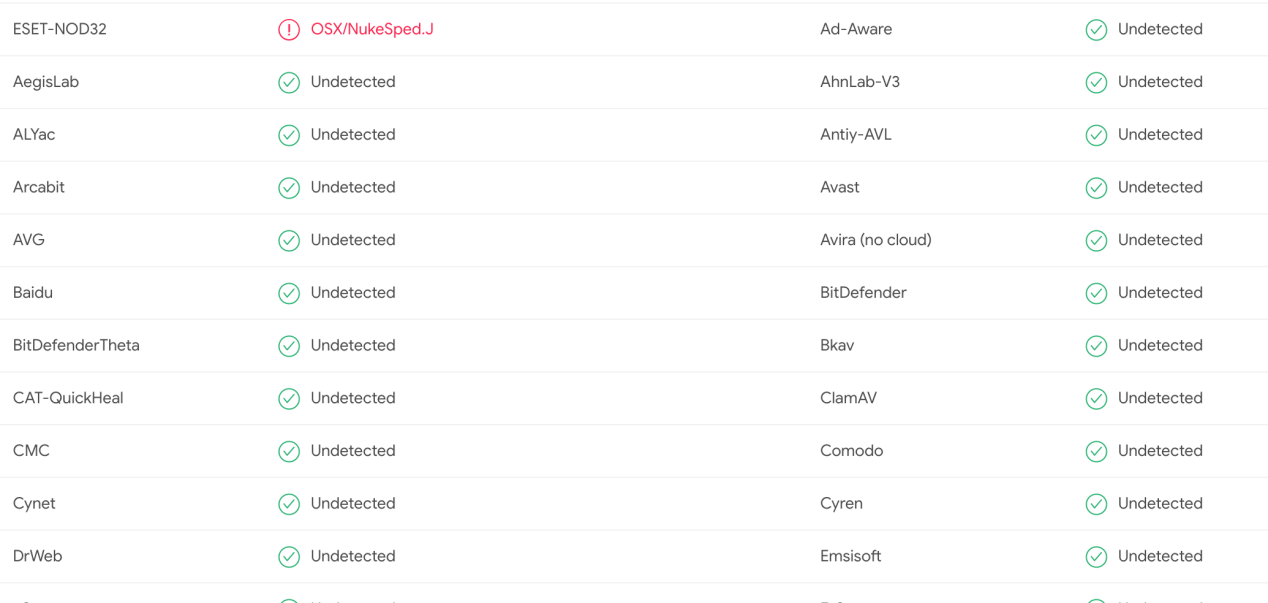 ESET-NOD32 OSX/NukeSped.J Ad-Aware Undetected
AegisLab Undetected AhnLab-V3 Undetected
ALYac Undetected Antiy-AVL Undetected
Arcabit Undetected Avast Undetected
AVG Undetected Avira (no cloud) Undetected
Baidu Undetected BitDefender Undetected
BitDefenderTheta Undetected Bkav Undetected
CAT-QuickHeal Undetected ClamAV Undetected
CMC Undetected Comodo Undetected
Cynet Undetected Cyren Undetected
DrWeb Undetected Emsisoft Undetected